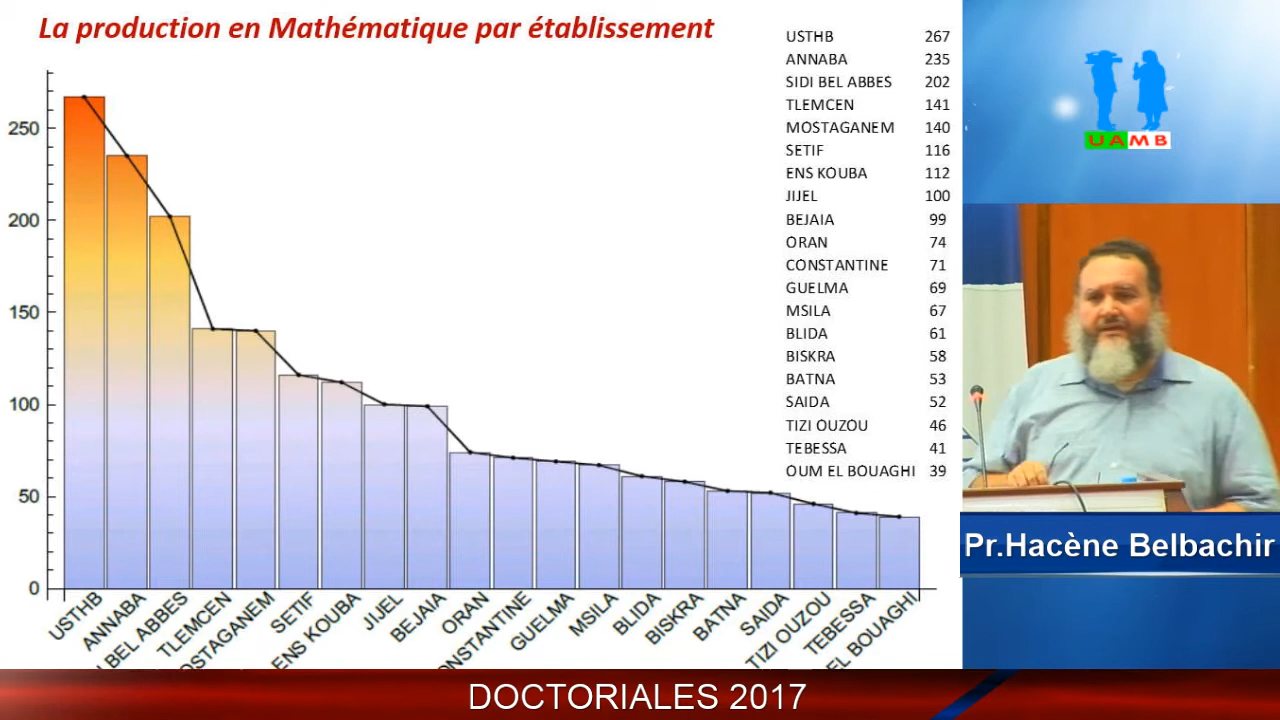 La production en Mathématique par établissement
USTHB 267
ANNABA 235
SIDI BEL ABBES 202
TLEMCEN 141
MOSTAGANEM 140
SETIF 116
ENS KOUBA 112
JIJEL 100
BEJAIA 99
ORAN 74
CONSTANTINE 71
GUELMA 69
MSILA 67
BLIDA 61
BISKRA 58
BATNA 53
SAIDA 52
TIZI OUZOU 46
TEBESSA 41
OUM EL BOUAGHI 39
250
200
150
100
50
0
USTHB
ANNABA
BEL ABBES
TLEMCEN
OSTAGANEM
SETIF
ENS KOUBA
JIJEL
BEJAIA
ORAN
ONSTANTINE
GUELMA
MSILA
BLIDA
BISKRA
BATNA
SAIDA
TIZI OUZOU
TEBESSA
EL BOUAGHI
UAMB
Pr.Hacène Belbachir
DOCTORIALES 2017